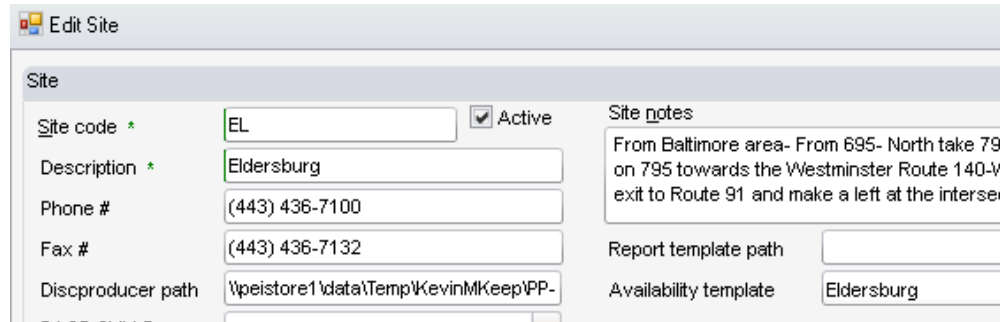 Edit Site
Site
Site code *
EL
Active
Description *
Eldersburg
Phone #
(443) 436-7100
Fax #
(443) 436-7132
Discproducer path
\\peistore1\data\Temp\KevinMKeep\PP-
Site notes
From Baltimore area- From 695- North take 79
on 795 towards the Westminster Route 140-W
exit to Route 91 and make a left at the intersec
Report template path
Availability template
Eldersburg